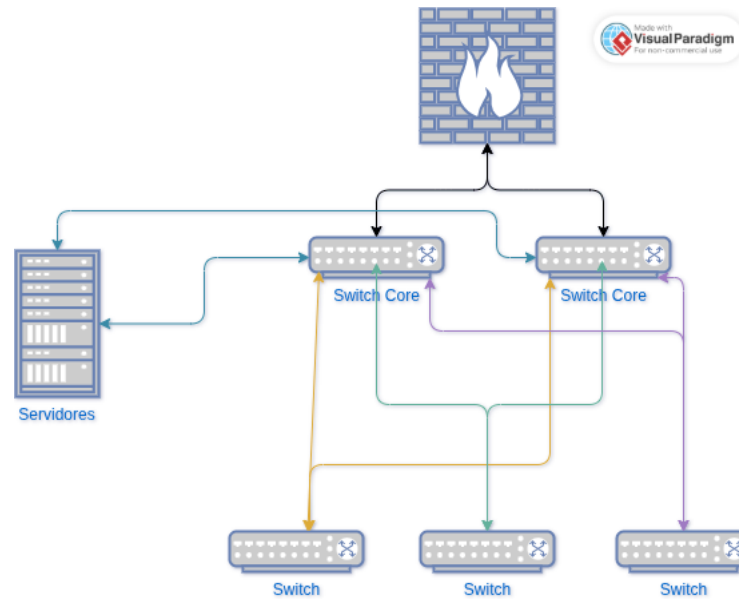 Made with
Visual Paradigm
For non-commercial use
Switch Core
Switch Core
Servidores
Switch
Switch
Switch